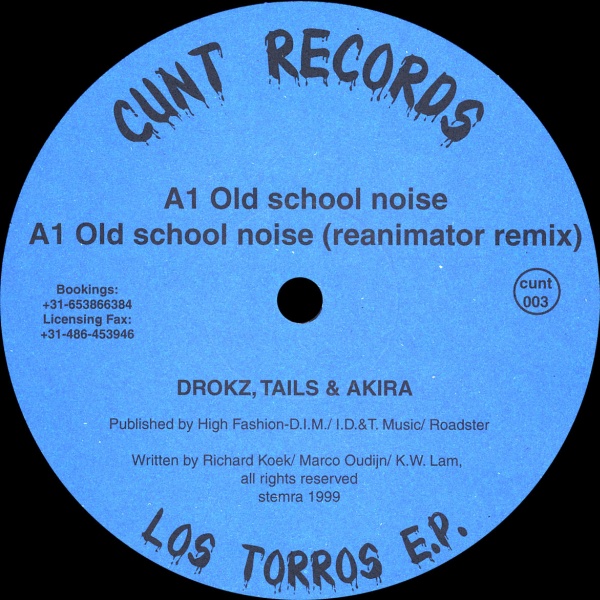 CUNT RECORDS
A1 Old school noise
A1 Old school noise (reanimator remix)
Bookings:
+31-653866384
Licensing Fax:
+31-486-453946
cunt
003
DROKZ, TAILS & AKIRA
Published by High Fashion-D.I.M./ I.D.&T. Music/ Roadster
Written by Richard Koek/ Marco Oudijn/ K.W. Lam,
all rights reserved
stemra 1999
LOS TORROS E.P.